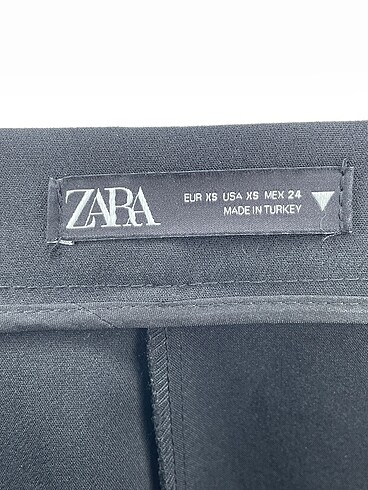 ZARA
EUR XS USA XS MEX 24
MADE IN TURKEY